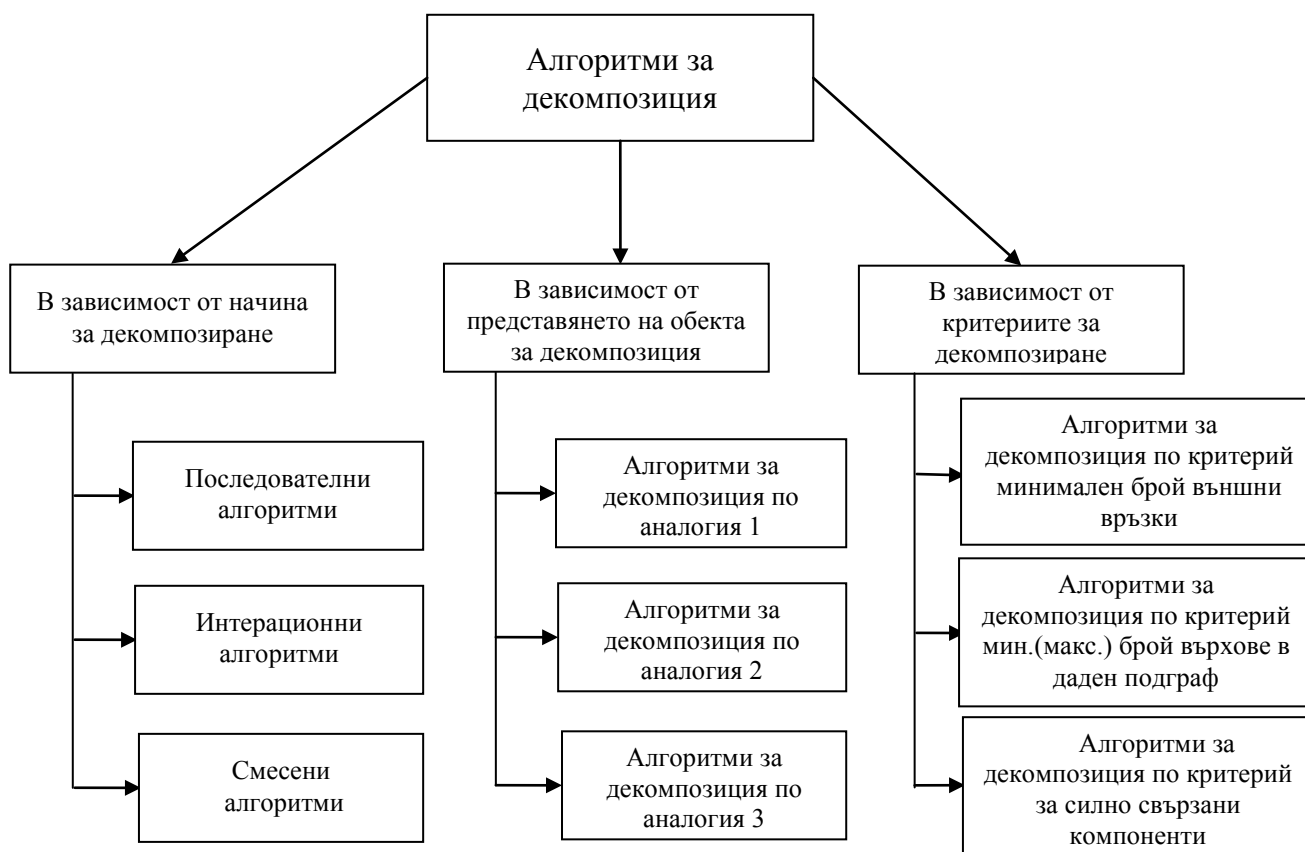 Алгоритми за
декомпозиция
В зависимост от начина
за декомпозиране
Последователни
алгоритми
Интерационни
алгоритми
Смесени
алгоритми
В зависимост от
представянето на обекта
за декомпозиция
Алгоритми за
декомпозиция по
аналогия 1
Алгоритми за
декомпозиция по
аналогия 2
Алгоритми за
декомпозиция по
аналогия 3
В зависимост от
критериите за
декомпозиране
Алгоритми за
декомпозиция по критерий
минимален брой външни
връзки
Алгоритми за
декомпозиция по критерий
мин.(макс.) брой върхове в
даден подграф
Алгоритми за
декомпозиция по критерий
за силно свързани
компоненти